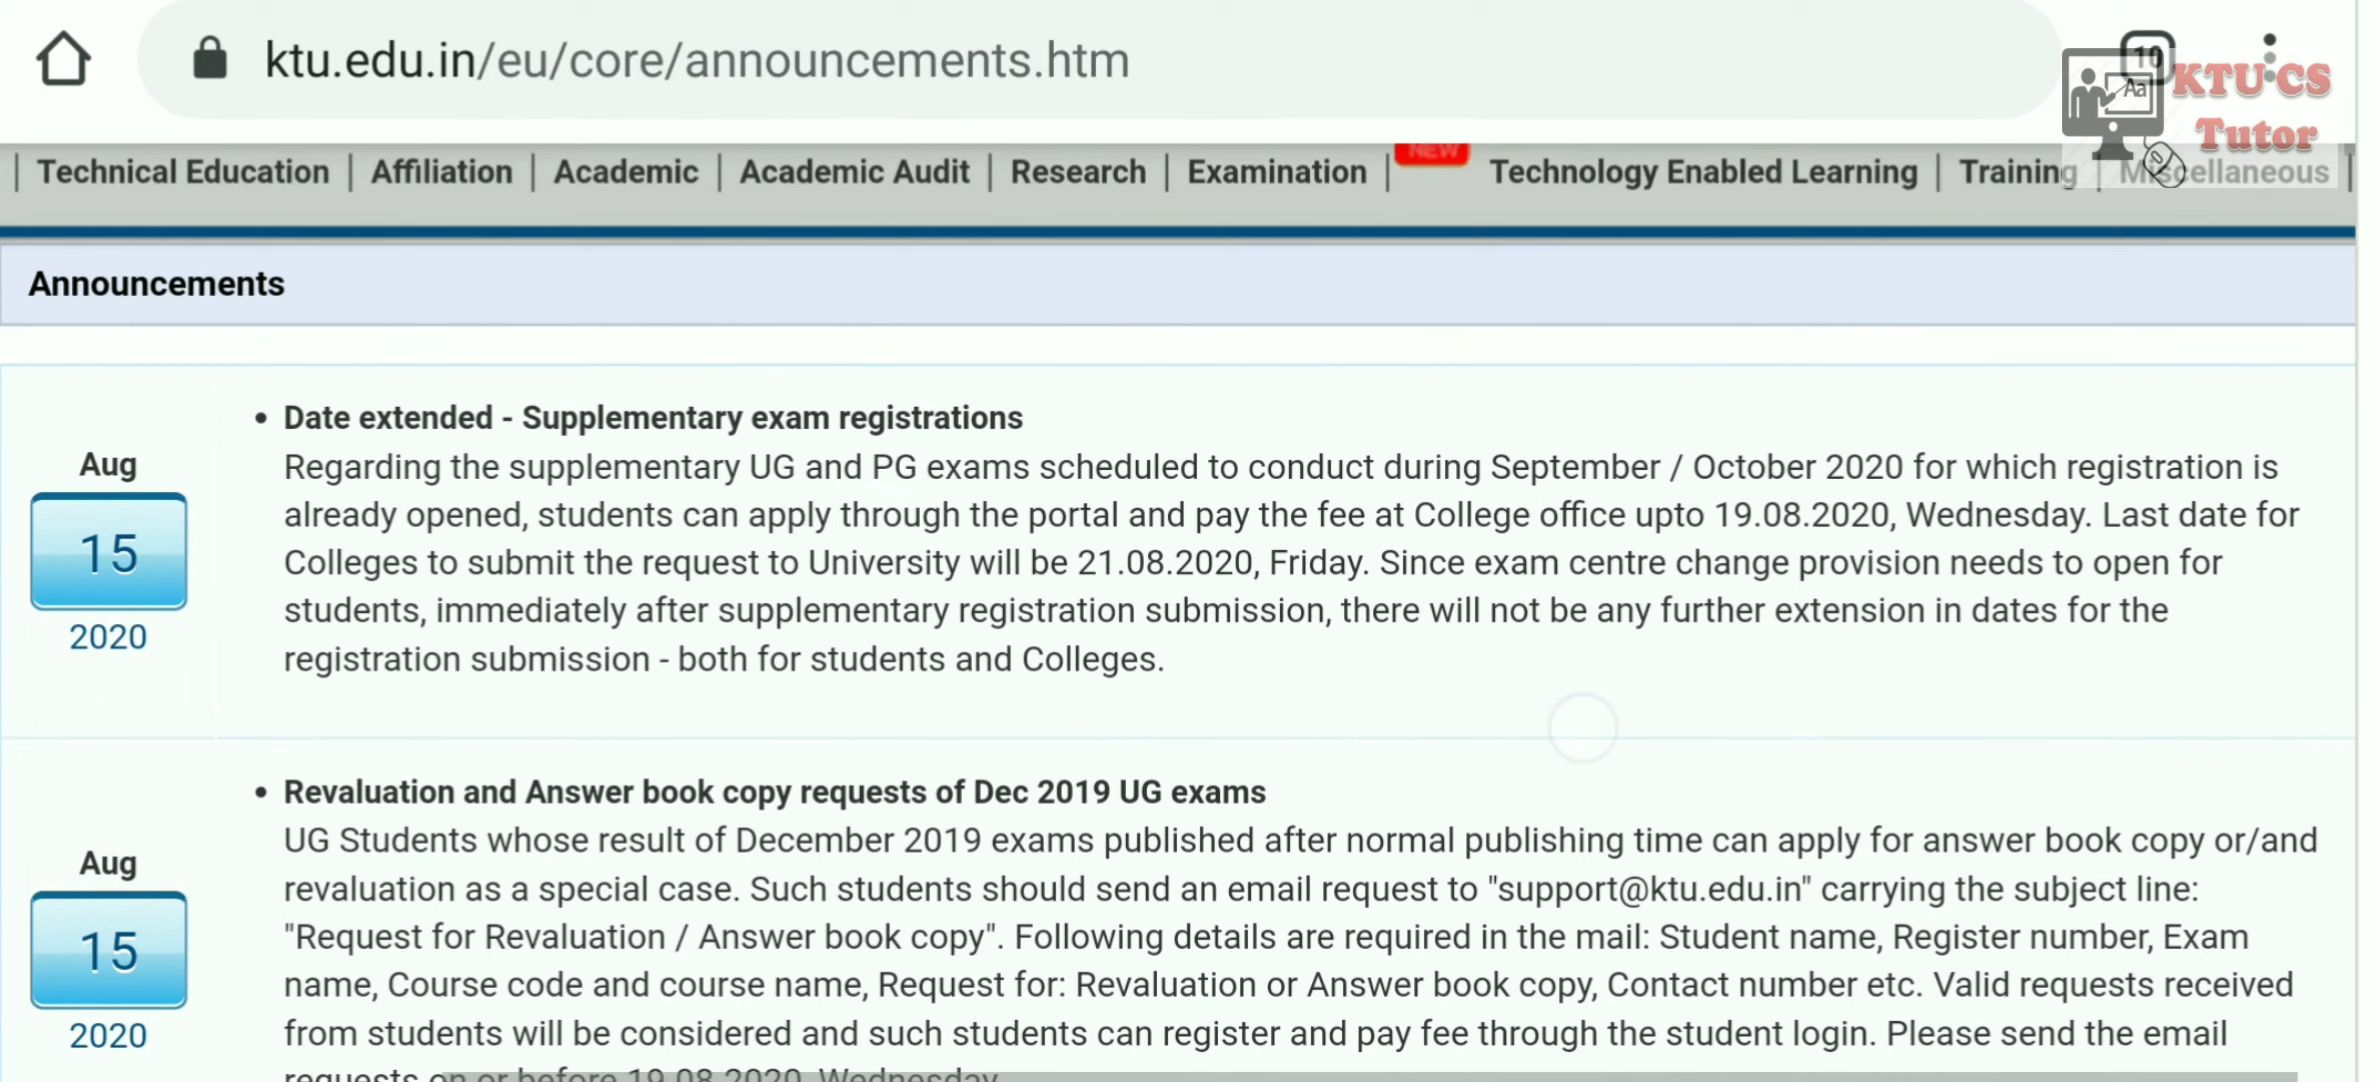 ktu.edu.in/eu/core/announcements.htm
10
Aa
KTU CS
Tutor
| Technical Education | Affiliation | Academic | Academic Audit | Research | Examination | NEW Technology Enabled Learning | Training | Miscellaneous |
Announcements
Aug
15
2020
• Date extended - Supplementary exam registrations
Regarding the supplementary UG and PG exams scheduled to conduct during September / October 2020 for which registration is
already opened, students can apply through the portal and pay the fee at College office upto 19.08.2020, Wednesday. Last date for
Colleges to submit the request to University will be 21.08.2020, Friday. Since exam centre change provision needs to open for
students, immediately after supplementary registration submission, there will not be any further extension in dates for the
registration submission - both for students and Colleges.
Aug
15
2020
• Revaluation and Answer book copy requests of Dec 2019 UG exams
UG Students whose result of December 2019 exams published after normal publishing time can apply for answer book copy or/and
revaluation as a special case. Such students should send an email request to "support@ktu.edu.in" carrying the subject line:
"Request for Revaluation / Answer book copy". Following details are required in the mail: Student name, Register number, Exam
name, Course code and course name, Request for: Revaluation or Answer book copy, Contact number etc. Valid requests received
from students will be considered and such students can register and pay fee through the student login. Please send the email
requests on or before 19.08.2020, Wednesday